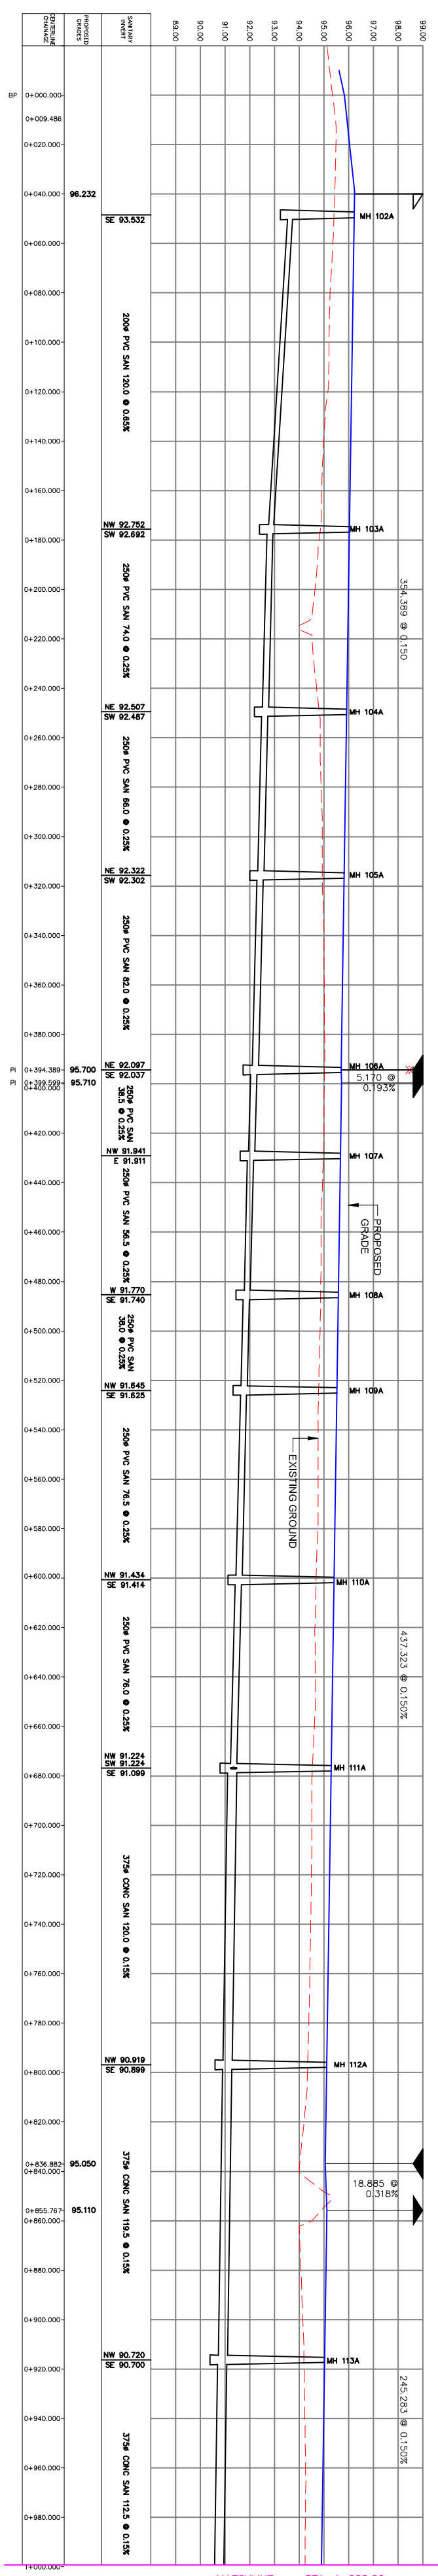 CENTERLINE
CHAINAGE
PROPOSED
GRADES
SANITARY
INVERT
89.00
90.00
91.00
92.00
93.00
94.00
95.00
96.00
97.00
98.00
99.00
BIP
0+000.000
0+009.486
0+020.000
0+040.000
96.232
MH 102A
SE 93.532
0+060.000
0+080.000
200ø PVC SAN 120.0 @ 0.65%
0+100.000
0+120.000
0+140.000
0+160.000
NW 92.752
MH 103A
SW 92.692
0+180.000
250ø PVC SAN 74.0 @ 0.25%
354.389 @ 0.150
0+200.000
0+220.000
0+240.000
NE 92.507
MH 104A
SW 92.487
0+260.000
250ø PVC SAN 66.0 @ 0.25%
0+280.000
0+300.000
NE 92.322
MH 105A
SW 92.302
0+320.000
250ø PVC SAN 82.0 @ 0.25%
0+340.000
0+360.000
0+380.000
NE 92.097
MH 106A
PI
0+394.389
95.700
SE 92.037
5.170 @
0.193%
PI
0+399.599
95.710
0+400.000
250ø PVC SAN
38.5 @ 0.25%
0+420.000
NW 91.941
MH 107A
E 91.911
0+440.000
250ø PVC SAN 56.5 @ 0.25%
PROPOSED
GRADE
0+460.000
0+480.000
W 91.770
MH 108A
SE 91.740
0+500.000
250ø PVC SAN
38.0 @ 0.25%
0+520.000
NW 91.645
MH 109A
SE 91.625
0+540.000
250ø PVC SAN 76.5 @ 0.25%
EXISTING GROUND
0+560.000
0+580.000
0+600.000
NW 91.434
MH 110A
SE 91.414
0+620.000
250ø PVC SAN 76.0 @ 0.25%
437.323 @ 0.150%
0+640.000
0+660.000
NW 91.224
SW 91.224
MH 111A
SE 91.099
0+680.000
0+700.000
375ø CONC SAN 120.0 @ 0.15%
0+720.000
0+740.000
0+760.000
0+780.000
NW 90.919
MH 112A
SE 90.899
0+800.000
0+820.000
0+836.882
95.050
0+840.000
375ø CONC SAN 119.5 @ 0.15%
18.885 @
0.318%
0+855.767
95.110
0+860.000
0+880.000
0+900.000
NW 90.720
MH 113A
SE 90.700
0+920.000
245.283 @ 0.150%
0+940.000
375ø CONC SAN 112.5 @ 0.15%
0+960.000
0+980.000
1+000.000